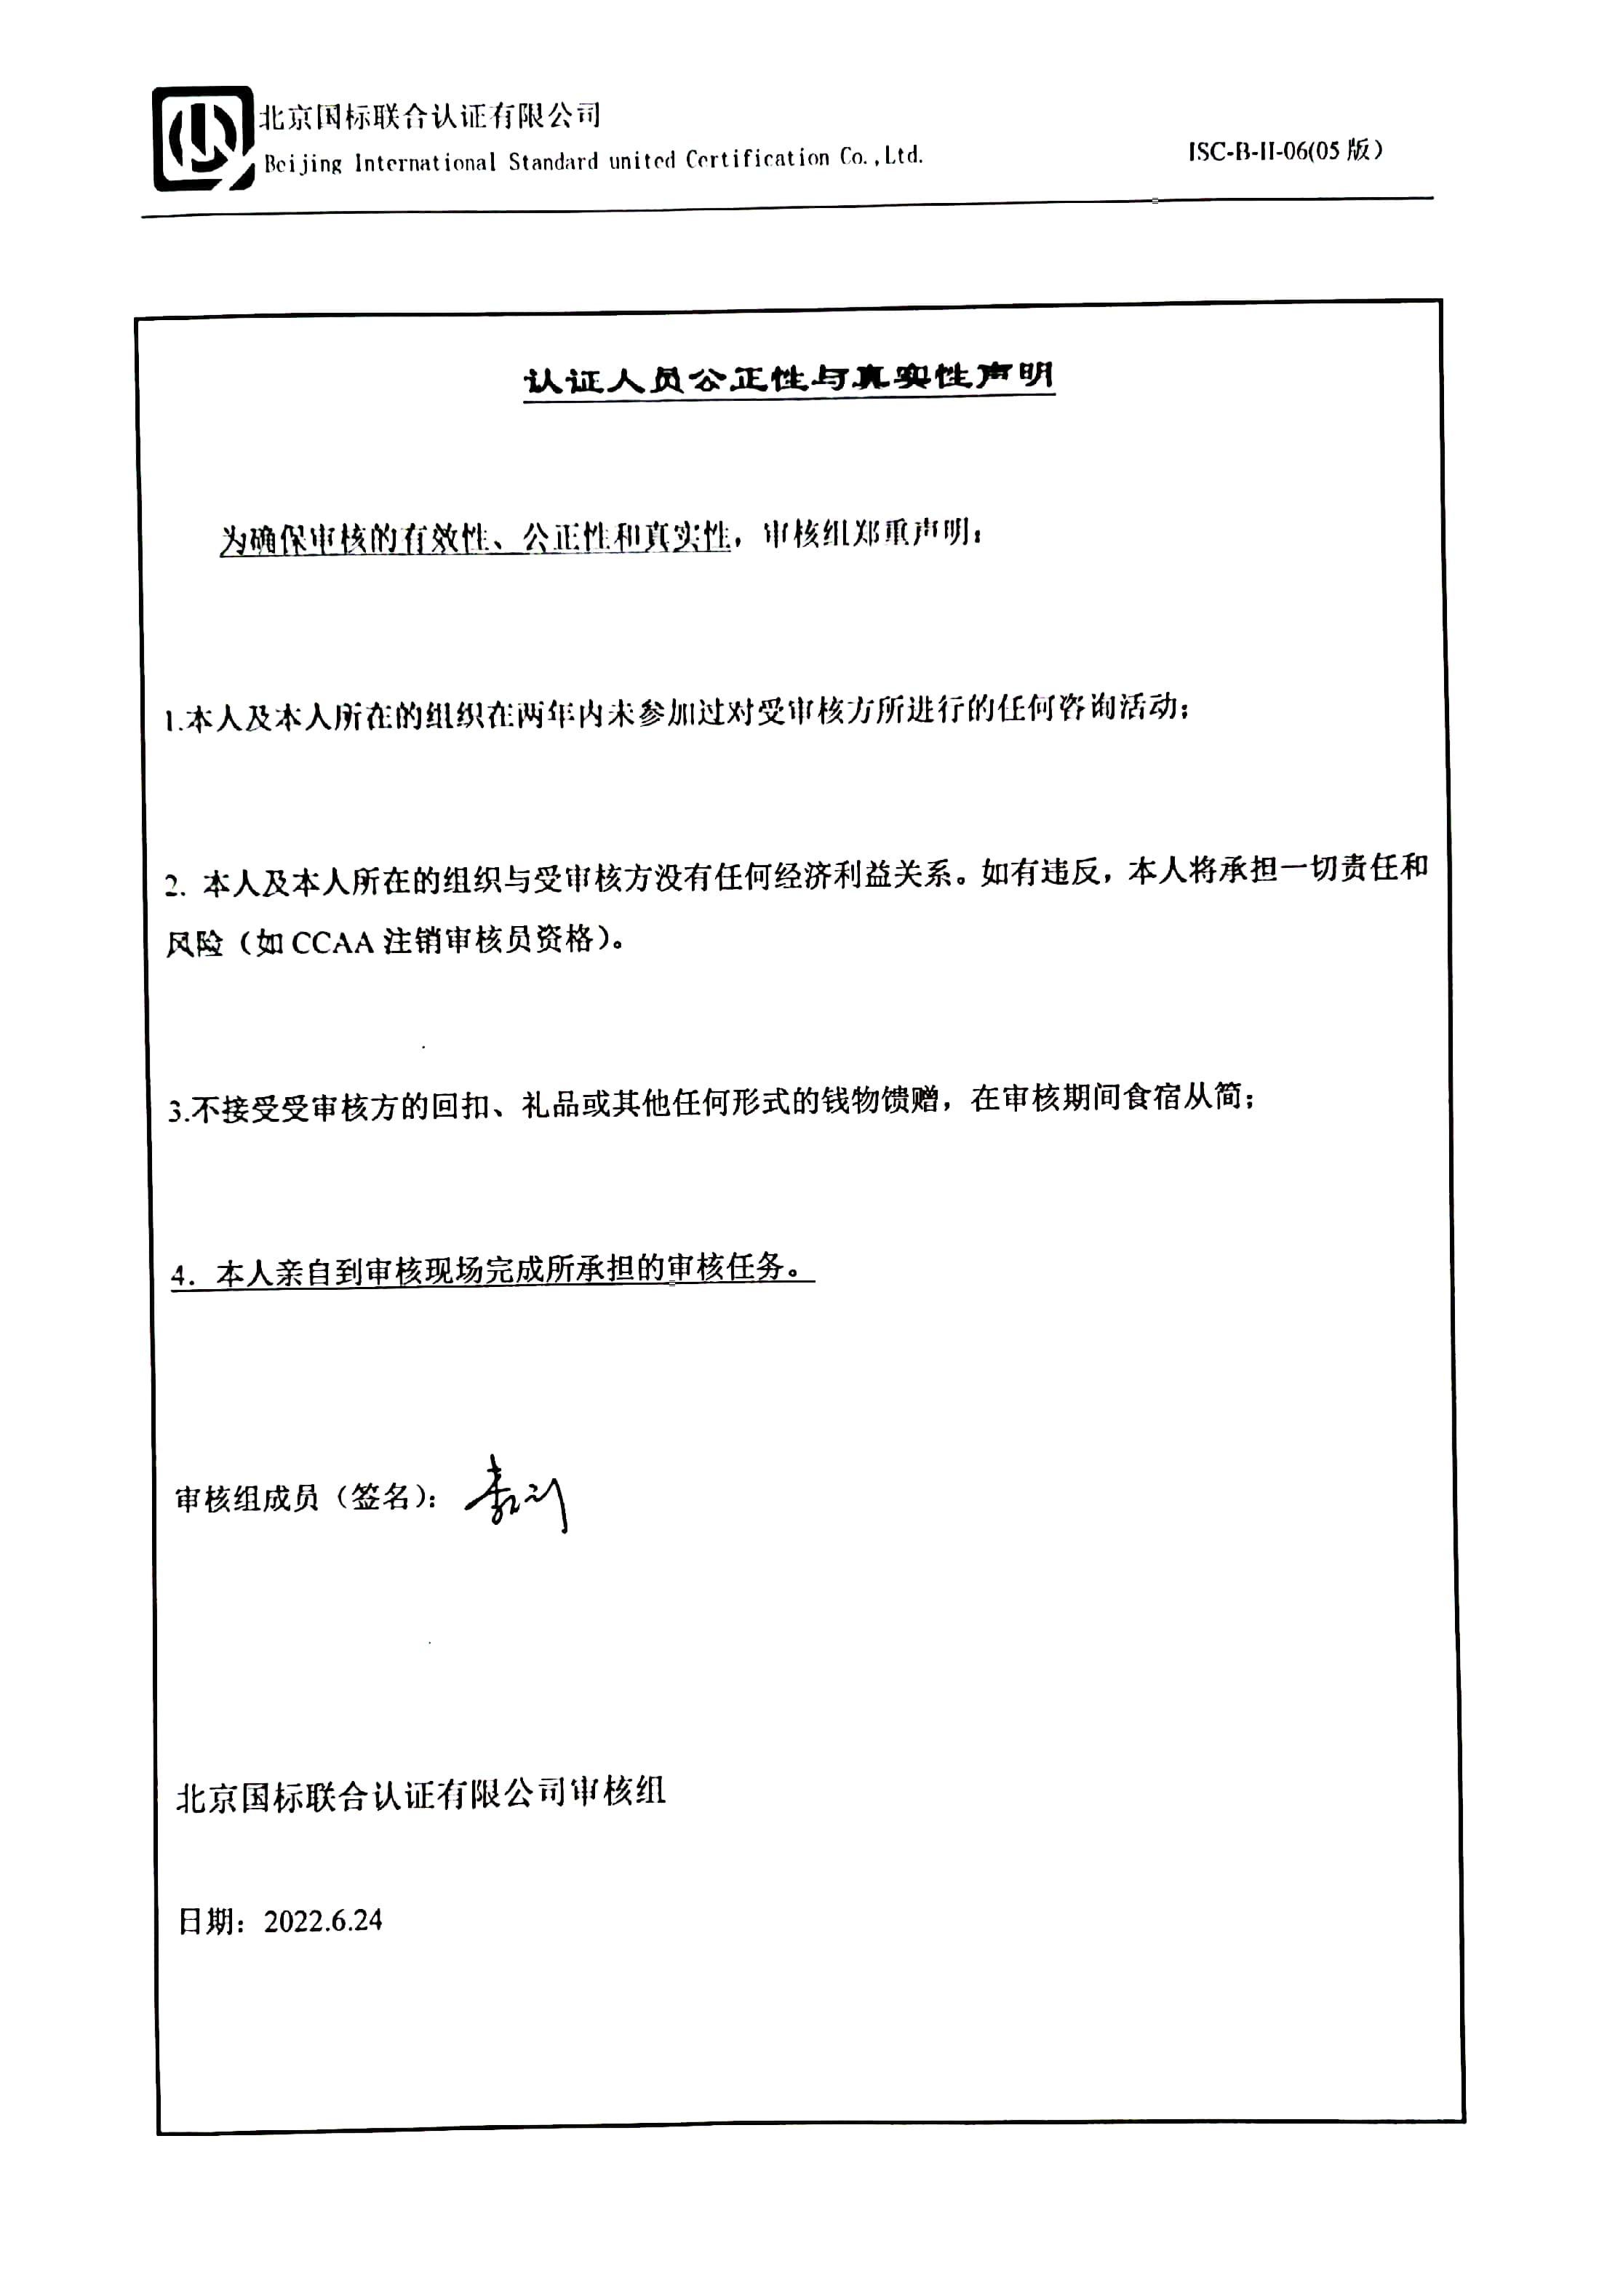 北京国标联合认证有限公司
Beijing International Standard united Certification Co.,Ltd.
ISC-B-II-06(05版）
认证人员公正性与真实性声明
为确保审核的有效性、公正性和真实性，审核组郑重声明：
1.本人及本人所在的组织在两年内未参加过对受审核方所进行的任何咨询活动；
2. 本人及本人所在的组织与受审核方没有任何经济利益关系。如有违反，本人将承担一切责任和
风险（如 CCAA 注销审核员资格）。
3.不接受受审核方的回扣、礼品或其他任何形式的钱物馈赠，在审核期间食宿从简；
4. 本人亲自到审核现场完成所承担的审核任务。
审核组成员（签名）：
北京国标联合认证有限公司审核组
日期：2022.6.24